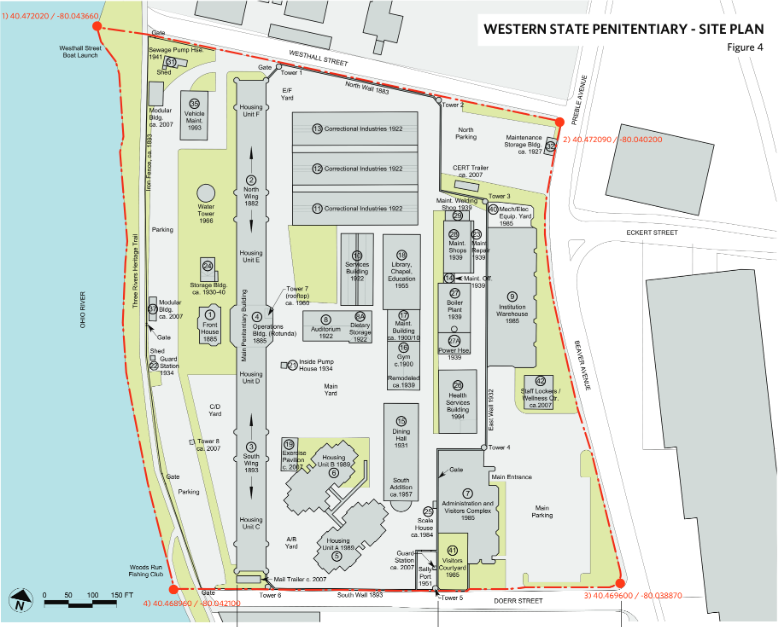 WESTERN STATE PENITENTIARY - SITE PLAN
Figure 4
1) 40.472020 / -80.043660
Westhall Street
Boat Launch
Gate
Sewage Pump Hse.
1941
31
Shed
WESTHALL STREET
Gate
Tower 1
North Wall 1883
Tower 2
PREBLE AVENUE
2) 40.472090 / -80.040200
Modular
Bldg.
ca. 2007
35
Vehicle
Maint.
1993
Housing
Unit F
E/F
Yard
13 Correctional Industries 1922
12 Correctional Industries 1922
11 Correctional Industries 1922
North
Parking
Maintenance
Storage Bldg.
ca. 1927
32
CERT Trailer
ca. 2007
Iron Fence, ca. 1893
2
North
Wing
1882
Water
Tower
1966
Parking
Three Rivers Heritage Trail
OHIO RIVER
Maint. Welding
Shop 1939
29
Tower 3
40 Mech/Elec
Equip. Yard
1985
28
Maint.
Shops
1939
23
Maint.
Repair
1939
ECKERT STREET
Housing
Unit E
10
Services
Building
1922
18
Library,
Chapel,
Education
1955
24
Storage Bldg.
ca. 1930-40
14
Maint. Off.
1939
Tower 7
(rooftop)
ca. 1960
27
Boiler
Plant
1939
9
Institution
Warehouse
1985
37
Modular
Bldg.
ca. 2007
Gate
1
Front
House
1885
Main Penitentiary Building
4
Operations
Bldg. (Rotunda)
1885
8
Auditorium
1922
8A
Dietary
Storage
1922
17
Maint.
Building
ca. 1900/10
16
Gym
c.1900
Remodeled
ca.1939
27A
Power Hse.
1939
BEAVER AVENUE
Shed
Guard
Station
1934
22
21
Inside Pump
House 1934
Housing
Unit D
Main
Yard
26
Health
Services
Building
1994
42
Staff Lockers /
Wellness Ctr.
ca.2007
East Wall 1932
C/D
Yard
15
Dining
Hall
1931
Tower 8
ca. 2007
3
South
Wing
1893
19
Exercise
Pavilion
c. 2007
Housing
Unit B 1989
6
Tower 4
Gate
Main Entrance
Gate
Parking
South
Addition
ca.1957
7
Administration and
Visitors Complex
1985
Main
Parking
25
Scale
House
ca.1984
Housing
Unit C
A/B
Yard
Housing
Unit A 1989
5
Guard
Station
ca. 2007
41
Visitors
Courtyard
1985
Sally
Port
1951
Woods Run
Fishing Club
Mail Trailer c. 2007
Gate
Tower 6
South Wall 1893
Tower 5
DOERR STREET
3) 40.469600 / -80.038870
4) 40.468960 / -80.042100
N
0 50 100 150 FT